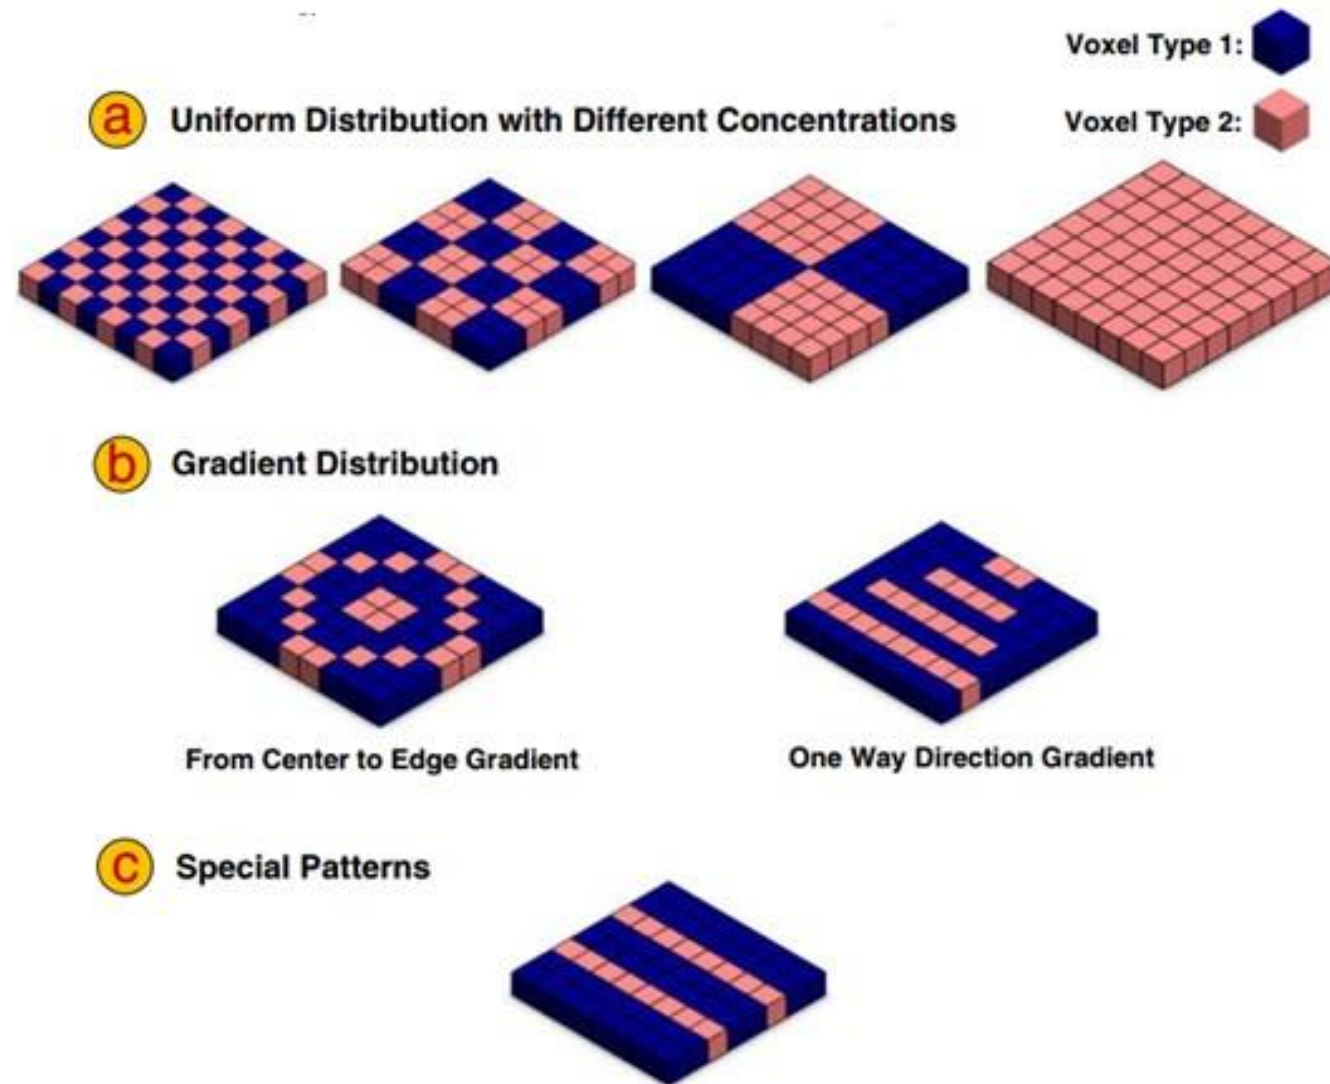 Voxel Type 1:
a Uniform Distribution with Different Concentrations
Voxel Type 2:
b Gradient Distribution
From Center to Edge Gradient
One Way Direction Gradient
c Special Patterns